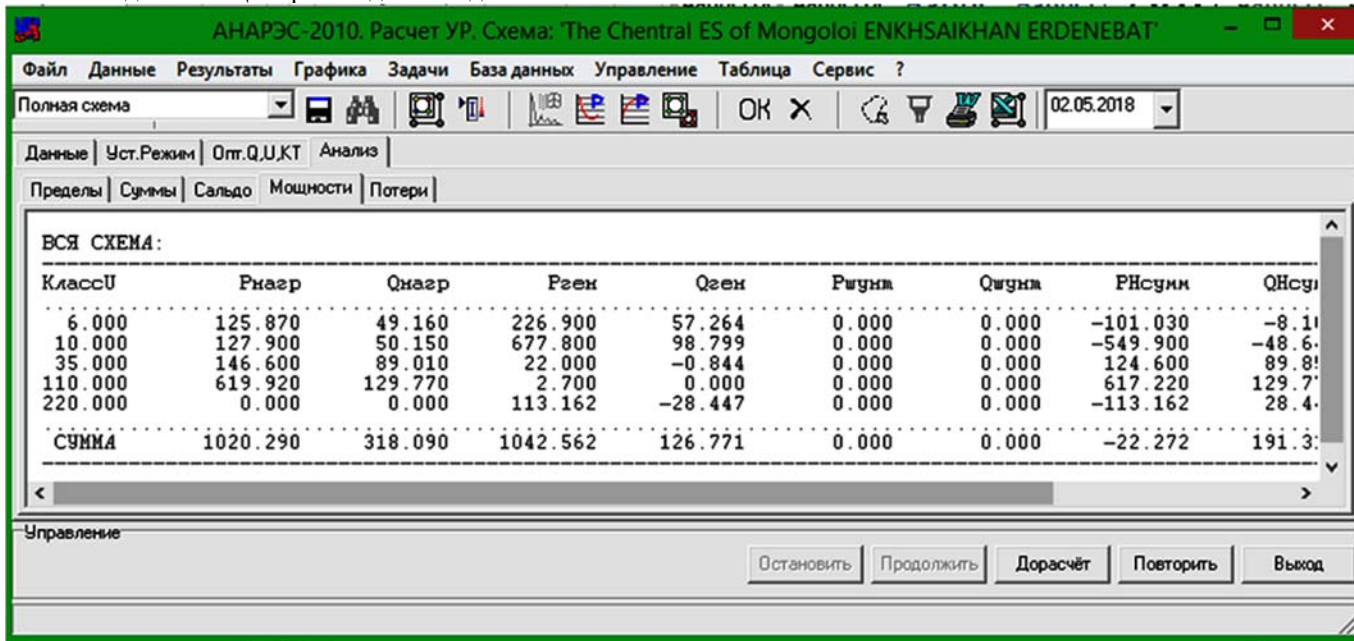 АНАРЭС-2010. Расчет УР. Схема: 'The Chentral ES of Mongoloi ENKHSAIKHAN ERDENEBAT'
Файл Данные Результаты Графика Задачи База данных Управление Таблица Сервис ?
Полная схема OK 02.05.2018
Данные Уст.Режим Опт.Q,U,КТ Анализ
Пределы Суммы Сальдо Мощности Потери
ВСЯ СХЕМА:
КлассU Рнагр Qнагр Рген Qген Ршунт Qшунт РНсумм
6.000 125.870 49.160 226.900 57.264 0.000 0.000 -101.030
10.000 127.900 50.150 677.800 98.799 0.000 0.000 -549.900
35.000 146.600 89.010 22.000 -0.844 0.000 0.000 124.600
110.000 619.920 129.770 2.700 0.000 0.000 0.000 617.220
220.000 0.000 0.000 113.162 -28.447 0.000 0.000 -113.162
СУММА 1020.290 318.090 1042.562 126.771 0.000 0.000 -22.272
Управление
Остановить Продолжить Дорасчёт Повторить Выход